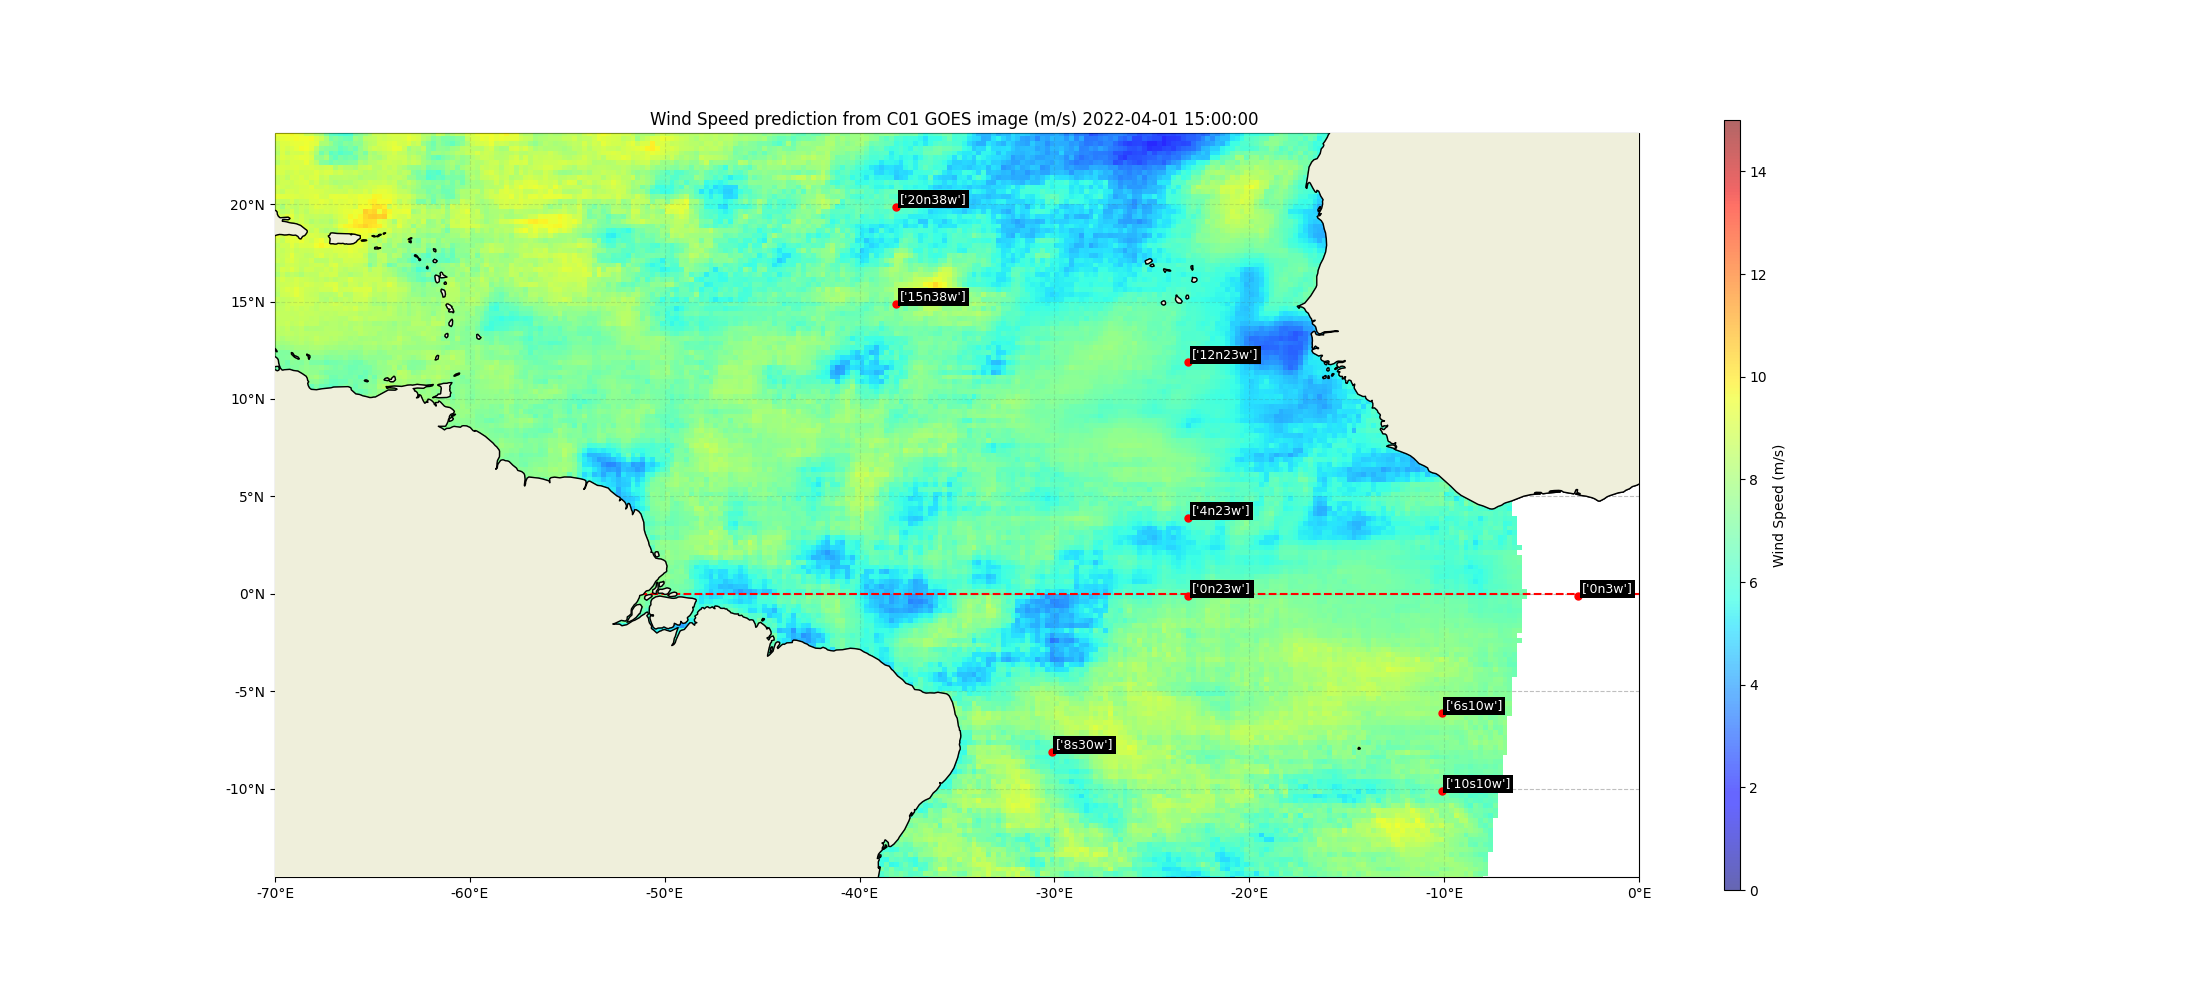 Wind Speed prediction from C01 GOES image (m/s) 2022-04-01 15:00:00
20°N
15°N
10°N
5°N
0°N
-5°N
-10°N
['20n38w']
['15n38w']
['12n23w']
['4n23w']
['0n23w']
['0n3w']
['6s10w']
['8s30w']
['10s10w']
-70°E
-60°E
-50°E
-40°E
-30°E
-20°E
-10°E
0°E
14
12
10
8
6
4
2
0
Wind Speed (m/s)